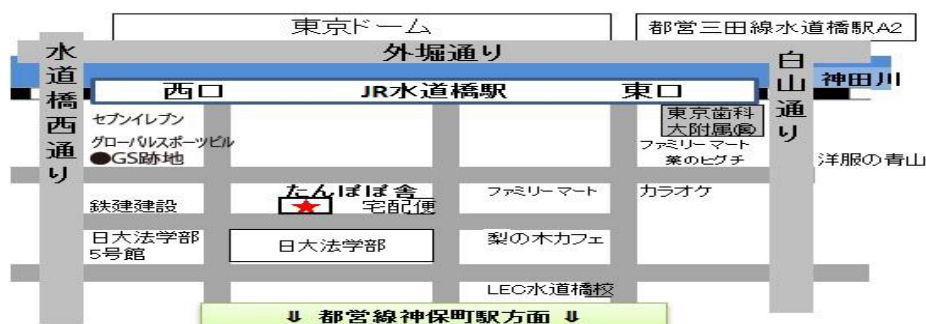 東京ドーム
都営三田線水道橋駅A2
外堀通り
水道橋西通り
白山通り
神田川
西口
JR水道橋駅
東口
セブンイレブン
グローバルスポーツビル
●GS跡地
東京歯科
大附属㊩
ファミリーマート
薬のヒグチ
洋服の青山
鉄建建設
たんぽぽ舎
★ 宅配便
ファミリーマート
カラオケ
日大法学部
5号館
日大法学部
梨の木カフェ
LEC水道橋校
⇓ 都営線神保町駅方面 ⇓